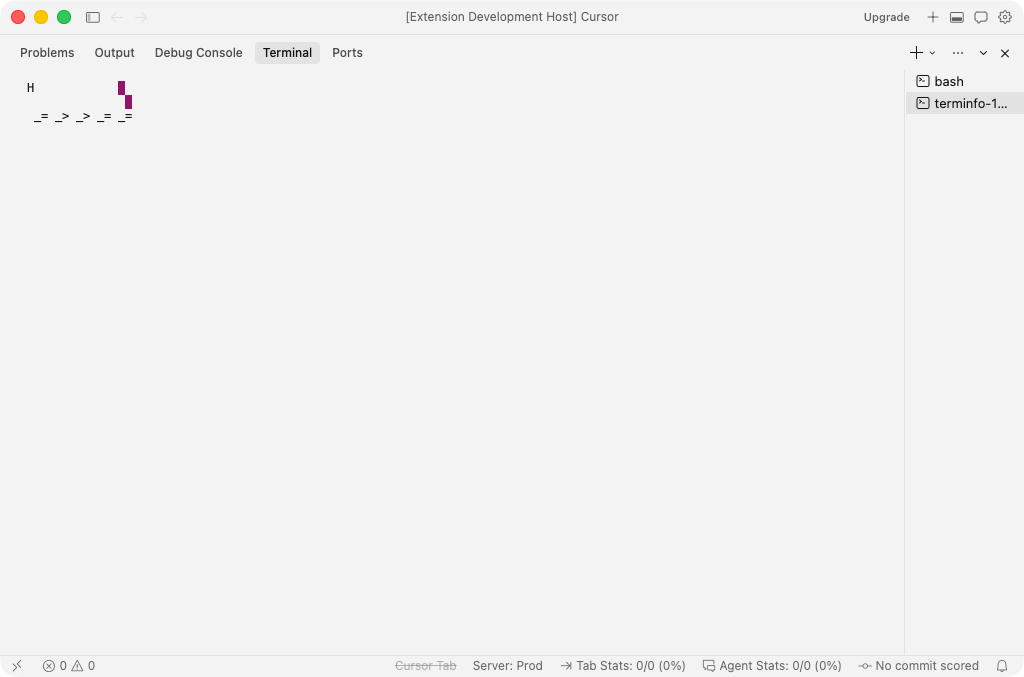 [Extension Development Host] Cursor
Upgrade
Problems Output Debug Console Terminal Ports
H
_= _> _> _= _=
bash
terminfo-1...
0 0
Cursor Tab Server: Prod Tab Stats: 0/0 (0%) Agent Stats: 0/0 (0%) No commit scored